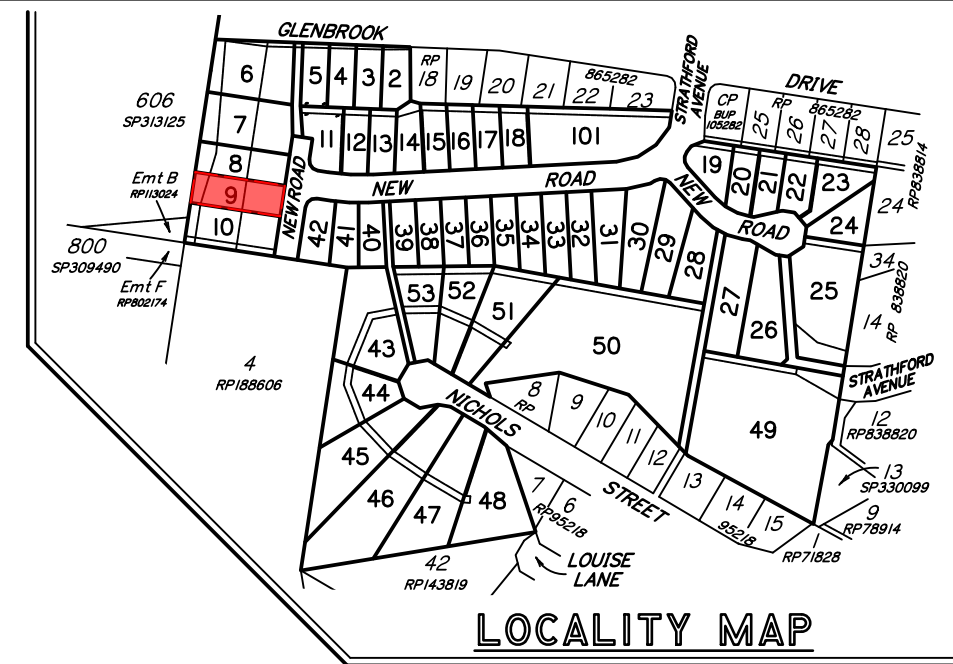 GLENBROOK
STRATHFORD
AVENUE
DRIVE
6
5
4
3
2
RP
18
19
20
21
865282
22
23
CP
BUP
105282
25
RP
26
865282
27
28
25
RP838814
24
606
SP313125
7
11
12
13
14
15
16
17
18
101
8
Emt B
RP113024
9
10
NEW ROAD
NEW
ROAD
NEW
ROAD
19
20
21
22
23
24
42
41
40
39
38
37
36
35
34
33
32
31
30
29
28
27
26
25
34
14
RP 838820
800
SP309490
Emt F
RP802174
4
RP188606
53
52
51
50
43
44
45
46
47
48
NICHOLS
STREET
8
RP
9
10
11
12
13
14
15
95218
49
STRATHFORD
AVENUE
12
RP838820
13
SP330099
9
RP78914
1
RP71828
7
6
RP95218
42
RP143819
LOUISE
LANE
LOCALITY MAP